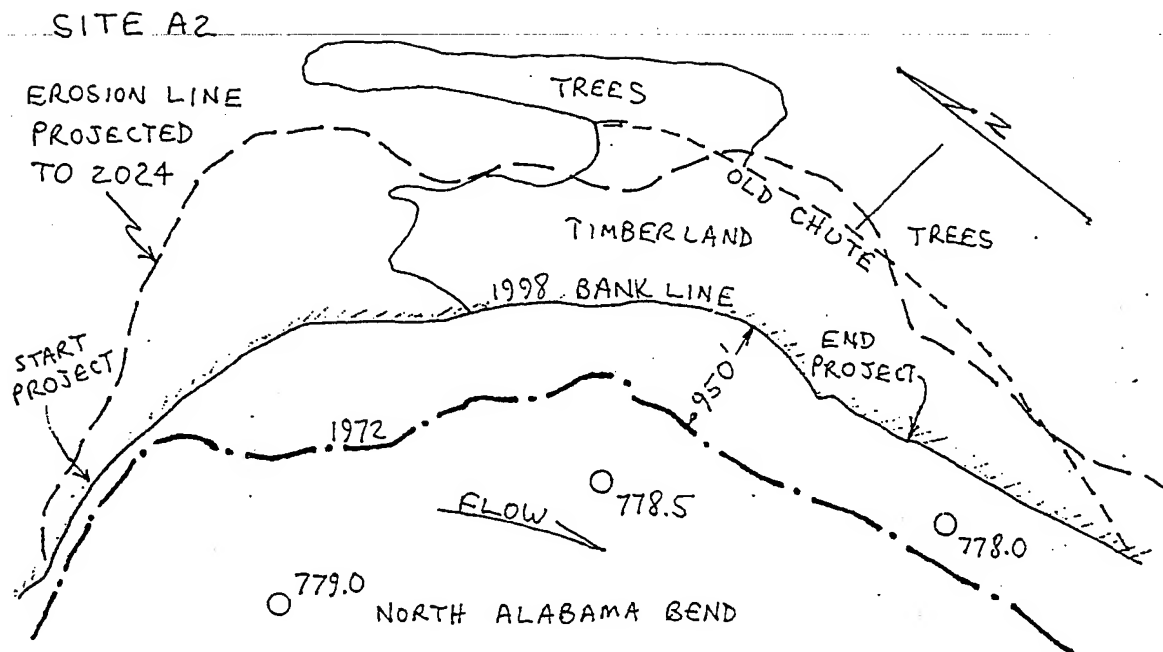 SITE A2
EROSION LINE
PROJECTED
TO 2024
TREES
N
OLD CHUTE
TIMBERLAND
TREES
1998 BANK LINE
START
PROJECT
END
PROJECT
950'
1972
778.5
FLOW
778.0
779.0
NORTH ALABAMA BEND